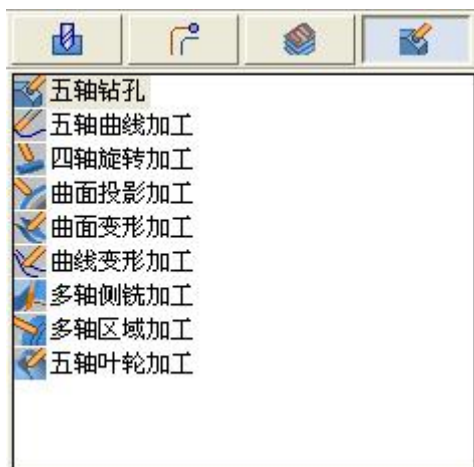 五轴钻孔
五轴曲线加工
四轴旋转加工
曲面投影加工
曲面变形加工
曲线变形加工
多轴侧铣加工
多轴区域加工
五轴叶轮加工